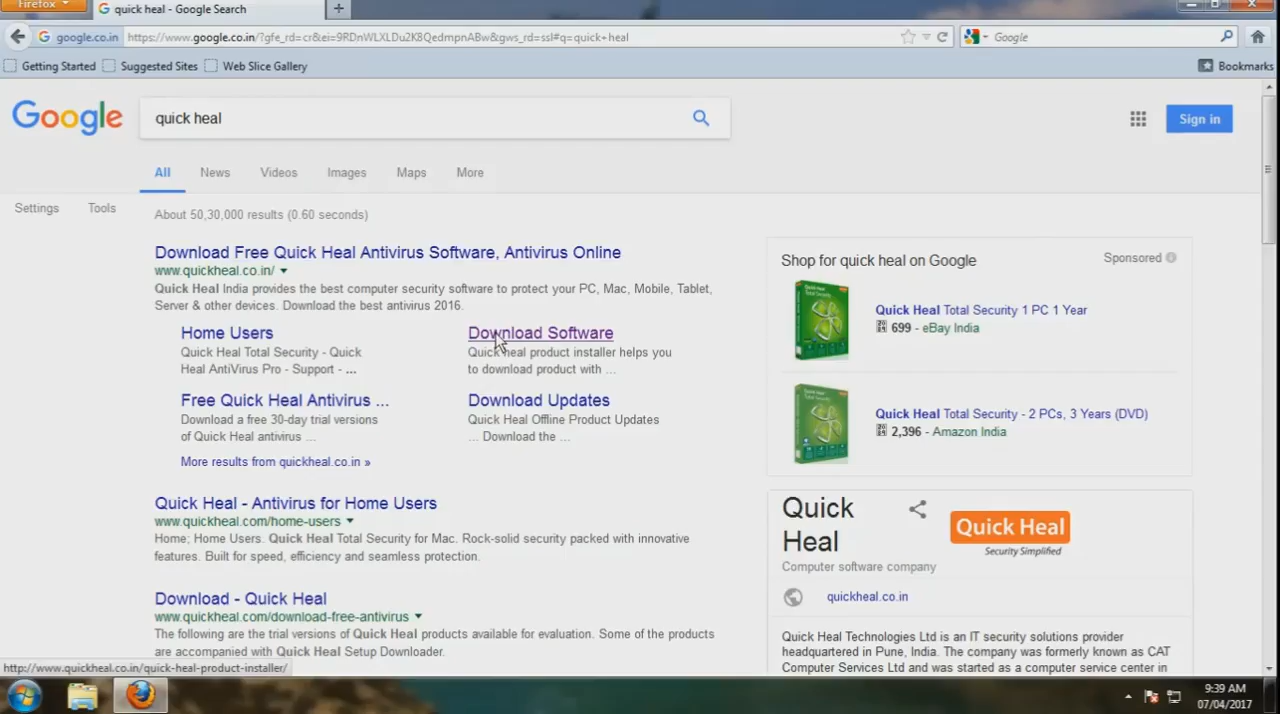 Firefox
quick heal - Google Search
google.co.in
https://www.google.co.in/?gfe_rd=cr&ei=9RDnWLXLDu2K8QedmpnABw&gws_rd=ssl#q=quick+heal
Google
Getting Started
Suggested Sites
Web Slice Gallery
Bookmarks
Google
quick heal
Sign in
All
News
Videos
Images
Maps
More
Settings
Tools
About 50,30,000 results (0.60 seconds)
Download Free Quick Heal Antivirus Software, Antivirus Online
www.quickheal.co.in/
Quick Heal India provides the best computer security software to protect your PC, Mac, Mobile, Tablet,
Server & other devices. Download the best antivirus 2016.
Home Users
Quick Heal Total Security - Quick
Heal AntiVirus Pro - Support - ...
Download Software
Quick heal product installer helps you
to download product with ...
Free Quick Heal Antivirus ...
Download a free 30-day trial versions
of Quick Heal antivirus ...
Download Updates
Quick Heal Offline Product Updates
... Download the ...
More results from quickheal.co.in »
Quick Heal - Antivirus for Home Users
www.quickheal.com/home-users
Home; Home Users. Quick Heal Total Security for Mac. Rock-solid security packed with innovative
features. Built for speed, efficiency and seamless protection.
Download - Quick Heal
www.quickheal.com/download-free-antivirus
The following are the trial versions of Quick Heal products available for evaluation. Some of the products
are accompanied with Quick Heal Setup Downloader.
Shop for quick heal on Google
Sponsored
Quick Heal Total Security 1 PC 1 Year
699 - eBay India
Quick Heal Total Security - 2 PCs, 3 Years (DVD)
2,396 - Amazon India
Quick
Heal
Computer software company
Quick Heal
Security Simplified
quickheal.co.in
Quick Heal Technologies Ltd is an IT security solutions provider
headquartered in Pune, India. The company was formerly known as CAT
Computer Services Ltd and was started as a computer service center in
http://www.quickheal.co.in/quick-heal-product-installer/
9:39 AM
07/04/2017